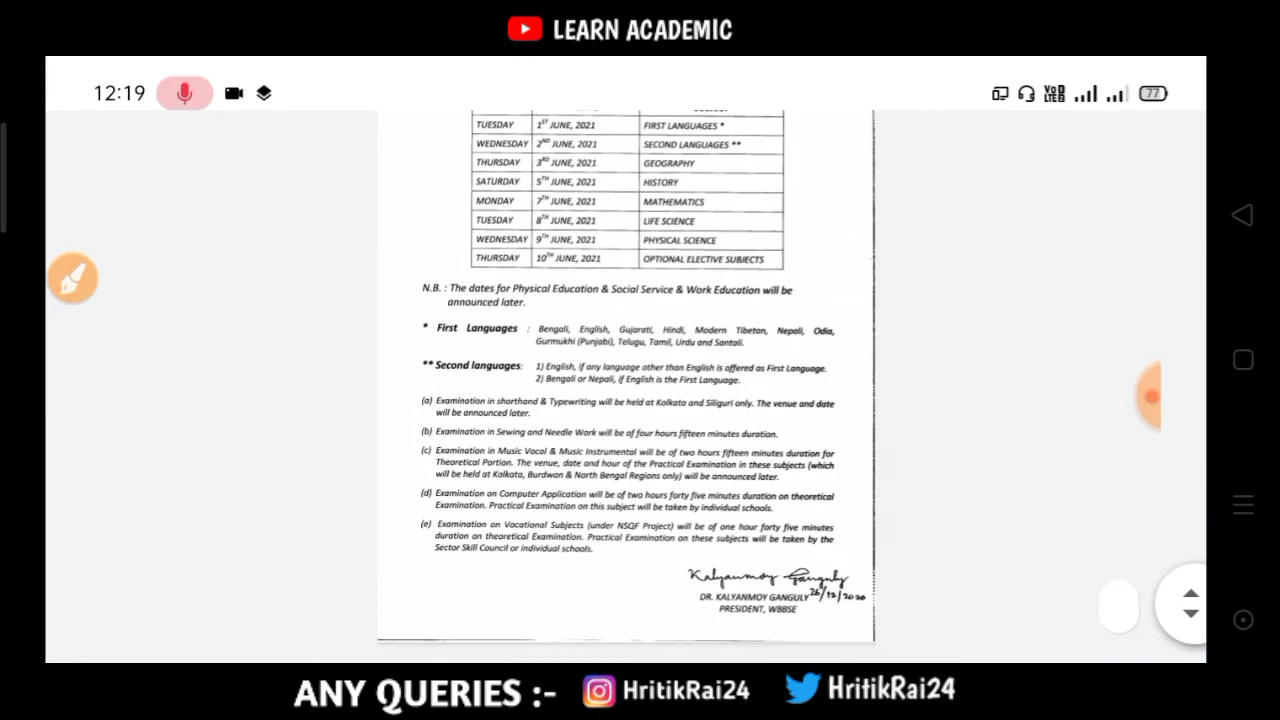 LEARN ACADEMIC
12:19 VoD LTED 77
TUESDAY 1ST JUNE, 2021 FIRST LANGUAGES *
WEDNESDAY 2ND JUNE, 2021 SECOND LANGUAGES **
THURSDAY 3RD JUNE, 2021 GEOGRAPHY
SATURDAY 5TH JUNE, 2021 HISTORY
MONDAY 7TH JUNE, 2021 MATHEMATICS
TUESDAY 8TH JUNE, 2021 LIFE SCIENCE
WEDNESDAY 9TH JUNE, 2021 PHYSICAL SCIENCE
THURSDAY 10TH JUNE, 2021 OPTIONAL ELECTIVE SUBJECTS
N.B. : The dates for Physical Education & Social Service & Work Education will be
announced later.
* First Languages : Bengali, English, Gujarati, Hindi, Modern Tibetan, Nepali, Odia,
Gurmukhi (Punjabi), Telugu, Tamil, Urdu and Santali.
** Second languages: 1) English, if any language other than English is offered as First Language.
2) Bengali or Nepali, if English is the First Language.
(a) Examination in shorthand & Typewriting will be held at Kolkata and Siliguri only. The venue and date
will be announced later.
(b) Examination in Sewing and Needle Work will be of four hours fifteen minutes duration.
(c) Examination in Music Vocal & Music Instrumental will be of two hours fifteen minutes duration for
Theoretical Portion. The venue, date and hour of the Practical Examination in these subjects (which
will be held at Kolkata, Burdwan & North Bengal Regions only) will be announced later.
(d) Examination on Computer Application will be of two hours forty five minutes duration on theoretical
Examination. Practical Examination on this subject will be taken by individual schools.
(e) Examination on Vocational Subjects (under NSQF Project) will be of one hour forty five minutes
duration on theoretical Examination. Practical Examination on these subjects will be taken by the
Sector Skill Council or individual schools.
Kalyanmoy Ganguly
26/12/2020
DR. KALYANMOY GANGULY
PRESIDENT, WBBSE
ANY QUERIES :- HritikRai24 HritikRai24